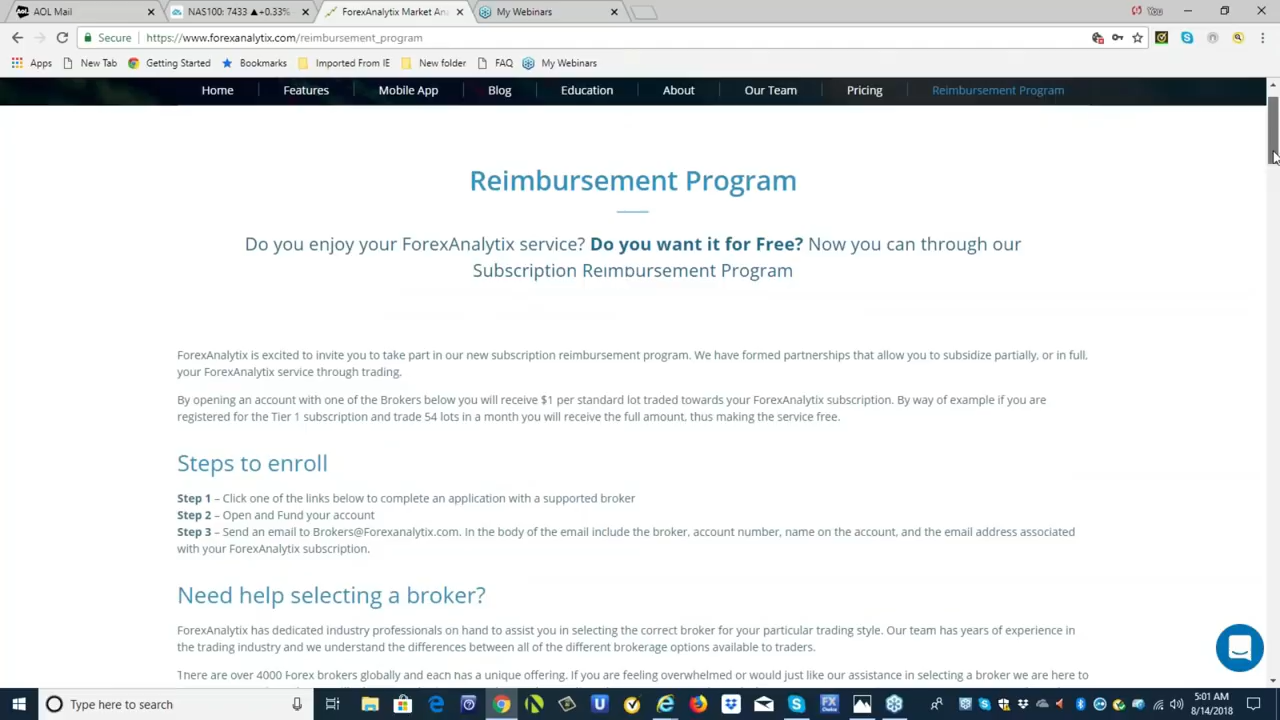 AOL Mail
NAS100: 7433 ▲+0.33%
ForexAnalytix Market An
My Webinars
You
Secure
https://www.forexanalytix.com/reimbursement_program
Apps
New Tab
Getting Started
Bookmarks
Imported From IE
New folder
FAQ
My Webinars
Home
Features
Mobile App
Blog
Education
About
Our Team
Pricing
Reimbursement Program
Reimbursement Program
Do you enjoy your ForexAnalytix service? Do you want it for Free? Now you can through our
Subscription Reimbursement Program
ForexAnalytix is excited to invite you to take part in our new subscription reimbursement program. We have formed partnerships that allow you to subsidize partially, or in full,
your ForexAnalytix service through trading.
By opening an account with one of the Brokers below you will receive $1 per standard lot traded towards your ForexAnalytix subscription. By way of example if you are
registered for the Tier 1 subscription and trade 54 lots in a month you will receive the full amount, thus making the service free.
Steps to enroll
Step 1 – Click one of the links below to complete an application with a supported broker
Step 2 – Open and Fund your account
Step 3 – Send an email to Brokers@Forexanalytix.com. In the body of the email include the broker, account number, name on the account, and the email address associated
with your ForexAnalytix subscription.
Need help selecting a broker?
ForexAnalytix has dedicated industry professionals on hand to assist you in selecting the correct broker for your particular trading style. Our team has years of experience in
the trading industry and we understand the differences between all of the different brokerage options available to traders.
There are over 4000 Forex brokers globally and each has a unique offering. If you are feeling overwhelmed or would just like our assistance in selecting a broker we are here to
Type here to search
5:01 AM
8/14/2018